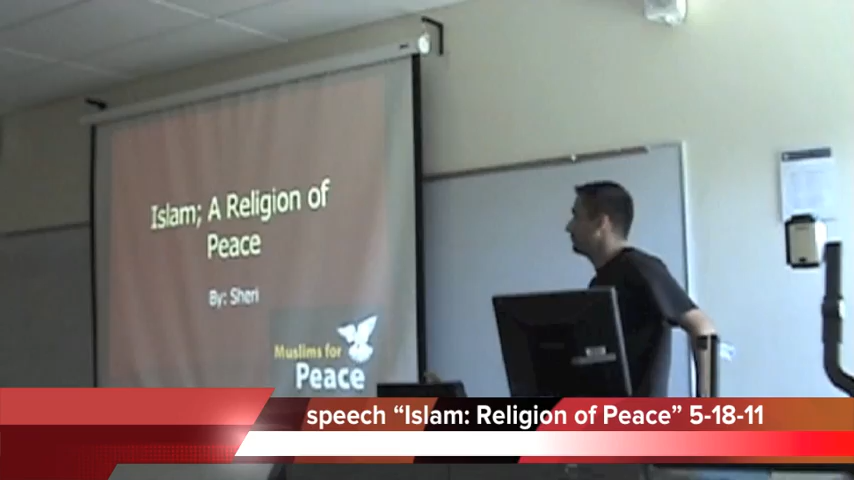 Islam; A Religion of
Peace
By: Sheri
Muslims for
Peace
speech “Islam: Religion of Peace” 5-18-11